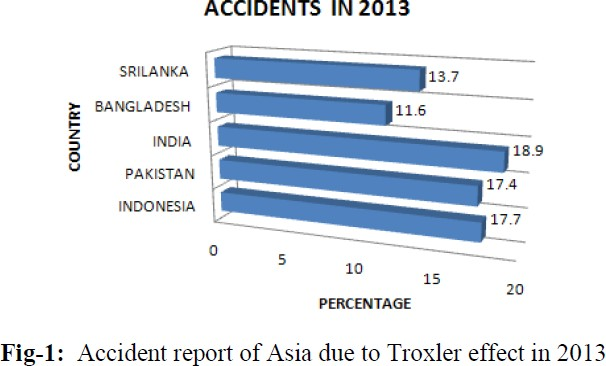 ACCIDENTS IN 2013
COUNTRY
SRILANKA 13.7
BANGLADESH 11.6
INDIA 18.9
PAKISTAN 17.4
INDONESIA 17.7
0 5 10 15 20
PERCENTAGE
Fig-1: Accident report of Asia due to Troxler effect in 2013